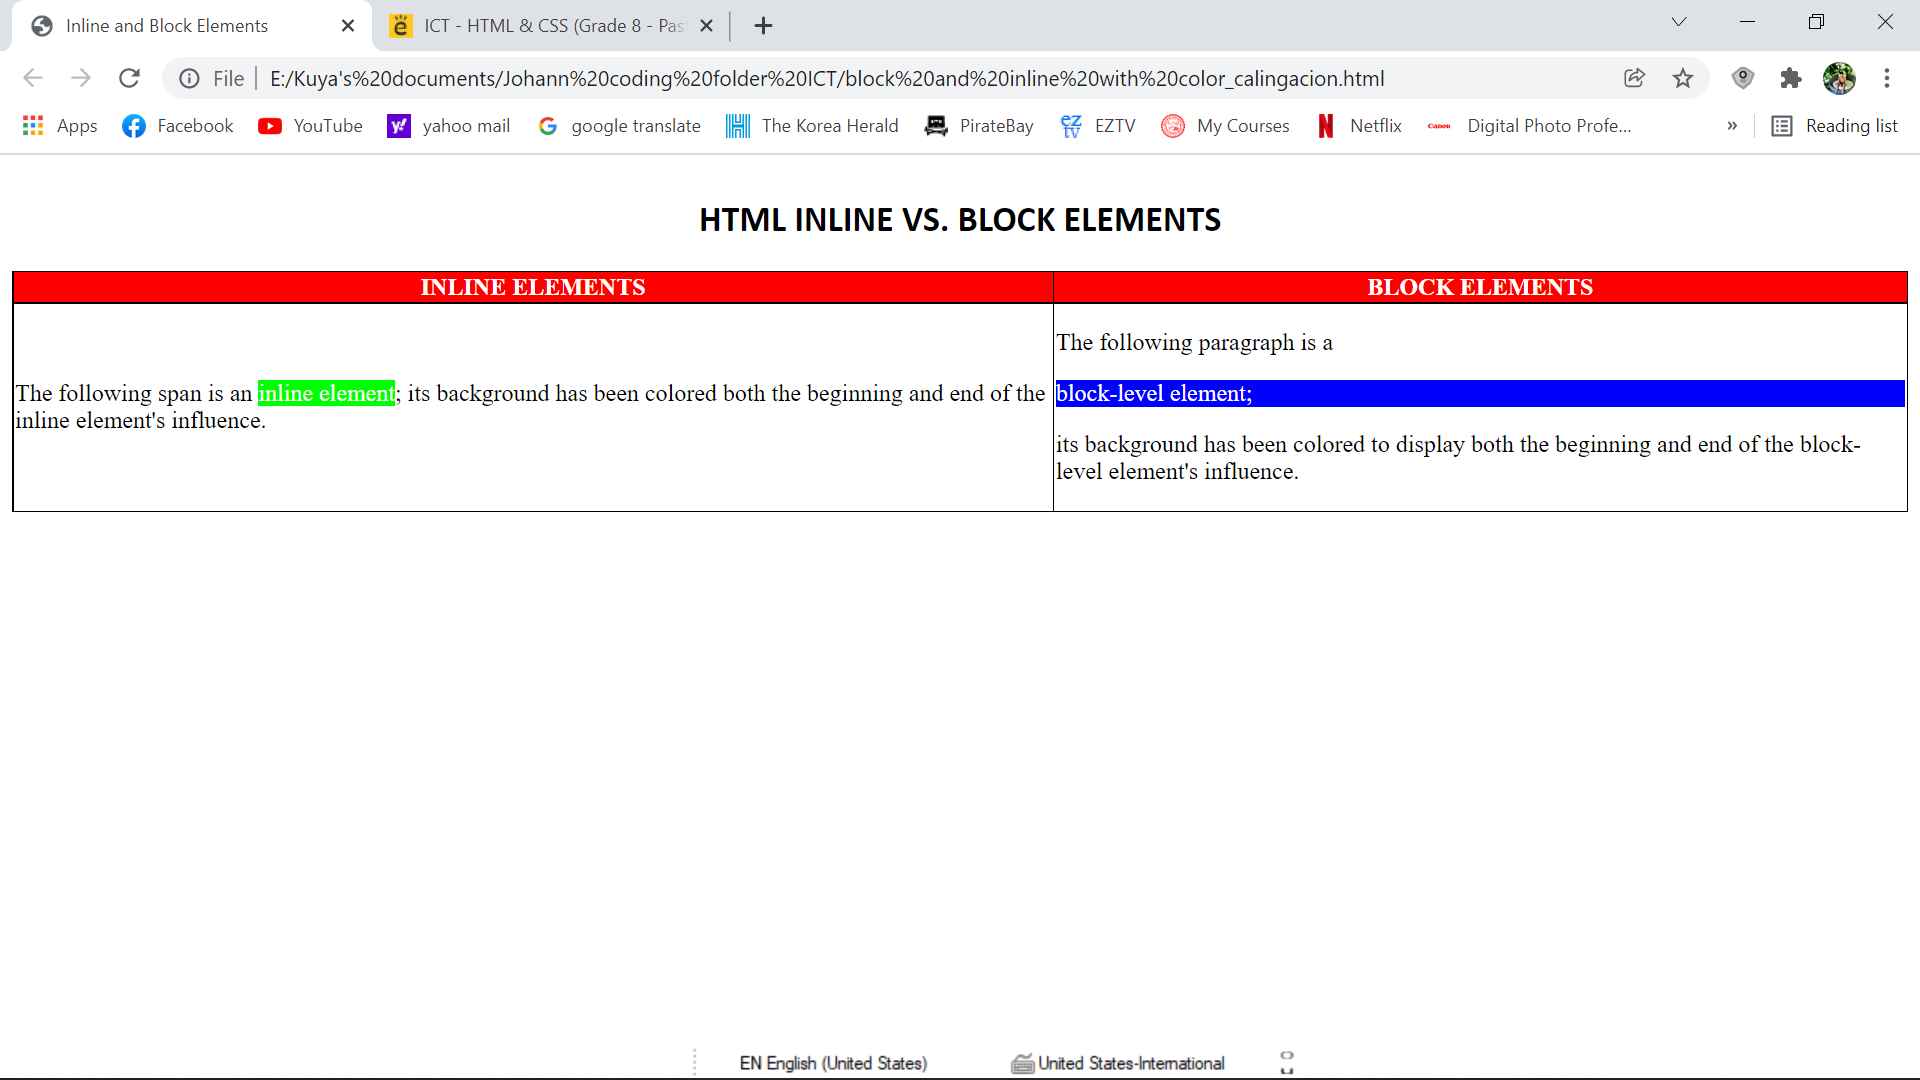 Inline and Block Elements
ICT - HTML & CSS (Grade 8 - Pas
File
E:/Kuya's%20documents/Johann%20coding%20folder%20ICT/block%20and%20inline%20with%20color_calingacion.html
Apps
Facebook
YouTube
yahoo mail
google translate
The Korea Herald
PirateBay
EZTV
My Courses
Netflix
Canon
Digital Photo Profe...
»
Reading list
HTML INLINE VS. BLOCK ELEMENTS
INLINE ELEMENTS
BLOCK ELEMENTS
The following span is an inline element; its background has been colored both the beginning and end of the
inline element's influence.
The following paragraph is a
block-level element;
its background has been colored to display both the beginning and end of the block-
level element's influence.
EN English (United States)
United States-International